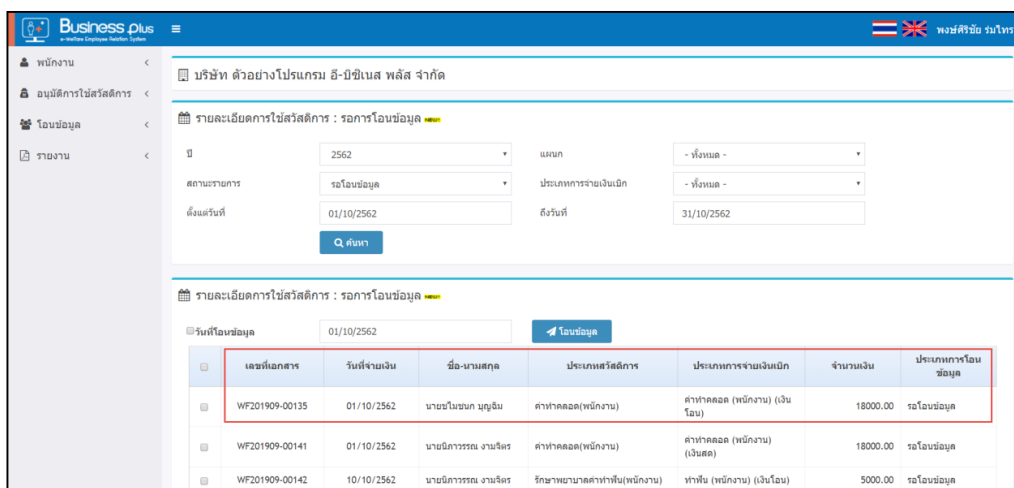 Business plus
e-Welfare Employee Relation System
พงษ์ศิริชัย ร่มไทร
พนักงาน
อนุมัติการใช้สวัสดิการ
โอนข้อมูล
รายงาน
บริษัท ตัวอย่างโปรแกรม อี-บิซิเนส พลัส จำกัด
รายละเอียดการใช้สวัสดิการ : รอการโอนข้อมูล
ปี 2562 แผนก - ทั้งหมด -
สถานะรายการ รอโอนข้อมูล ประเภทการจ่ายเงินเบิก - ทั้งหมด -
ตั้งแต่วันที่ 01/10/2562 ถึงวันที่ 31/10/2562
ค้นหา
รายละเอียดการใช้สวัสดิการ : รอการโอนข้อมูล
วันที่โอนข้อมูล 01/10/2562 โอนข้อมูล
เลขที่เอกสาร วันที่จ่ายเงิน ชื่อ-นามสกุล ประเภทสวัสดิการ ประเภทการจ่ายเงินเบิก จำนวนเงิน ประเภทการโอน
ข้อมูล
WF201909-00135 01/10/2562 นายชไมชนก บุญฉิม ค่าทำคลอด(พนักงาน) ค่าทำคลอด (พนักงาน) (เงิน
โอน) 18000.00 รอโอนข้อมูล
WF201909-00141 01/10/2562 นายนิภาวรรณ งามจิตร ค่าทำคลอด(พนักงาน) ค่าทำคลอด (พนักงาน)
(เงินสด) 18000.00 รอโอนข้อมูล
WF201909-00142 10/10/2562 นายนิภาวรรณ งามจิตร รักษาพยาบาลค่าทำฟัน(พนักงาน) ทำฟัน (พนักงาน) (เงินโอน) 5000.00 รอโอนข้อมูล